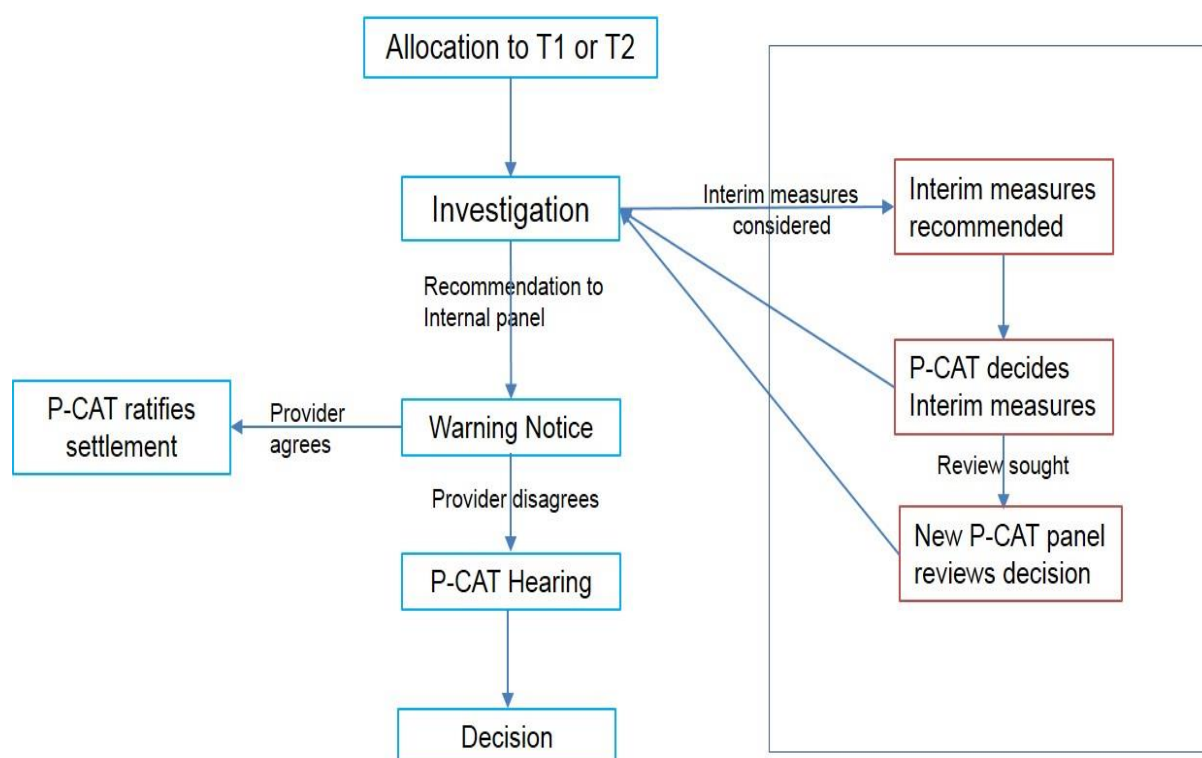 Allocation to T1 or T2
Investigation
Interim measures
considered
Interim measures
recommended
Recommendation to
Internal panel
P-CAT decides
Interim measures
P-CAT ratifies
settlement
Provider
agrees
Warning Notice
Review sought
Provider disagrees
New P-CAT panel
reviews decision
P-CAT Hearing
Decision